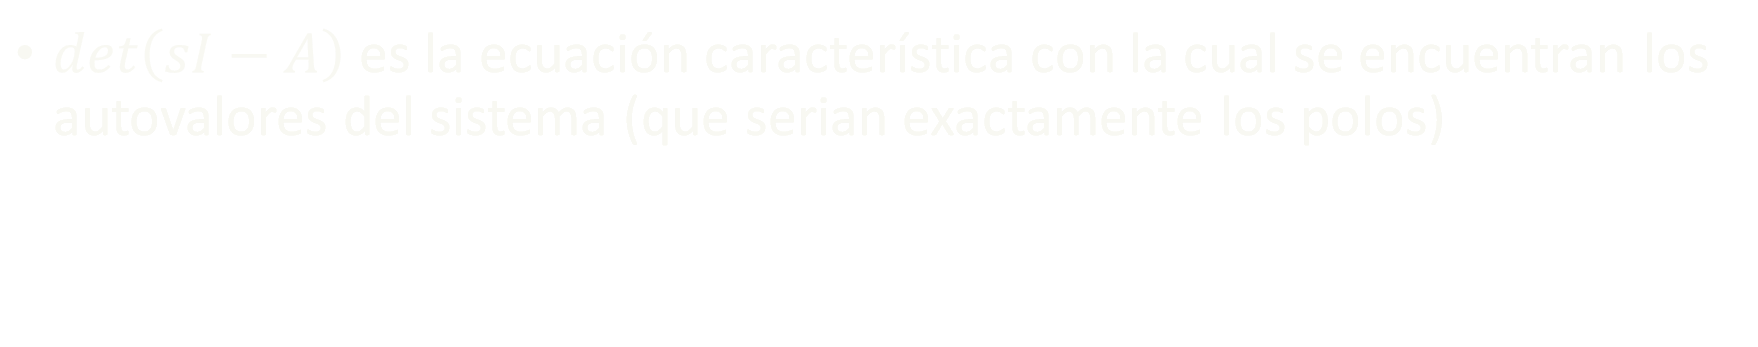 • 𝑑𝑒𝑡(𝑠𝐼 − 𝐴) es la ecuación característica con la cual se encuentran los
autovalores del sistema (que serian exactamente los polos)